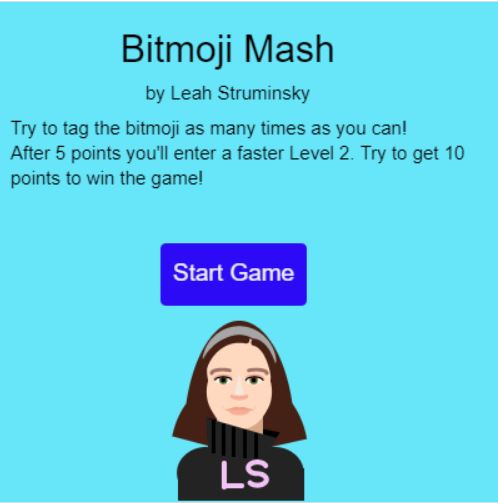 Bitmoji Mash
by Leah Struminsky
Try to tag the bitmoji as many times as you can!
After 5 points you'll enter a faster Level 2. Try to get 10
points to win the game!
Start Game
LS